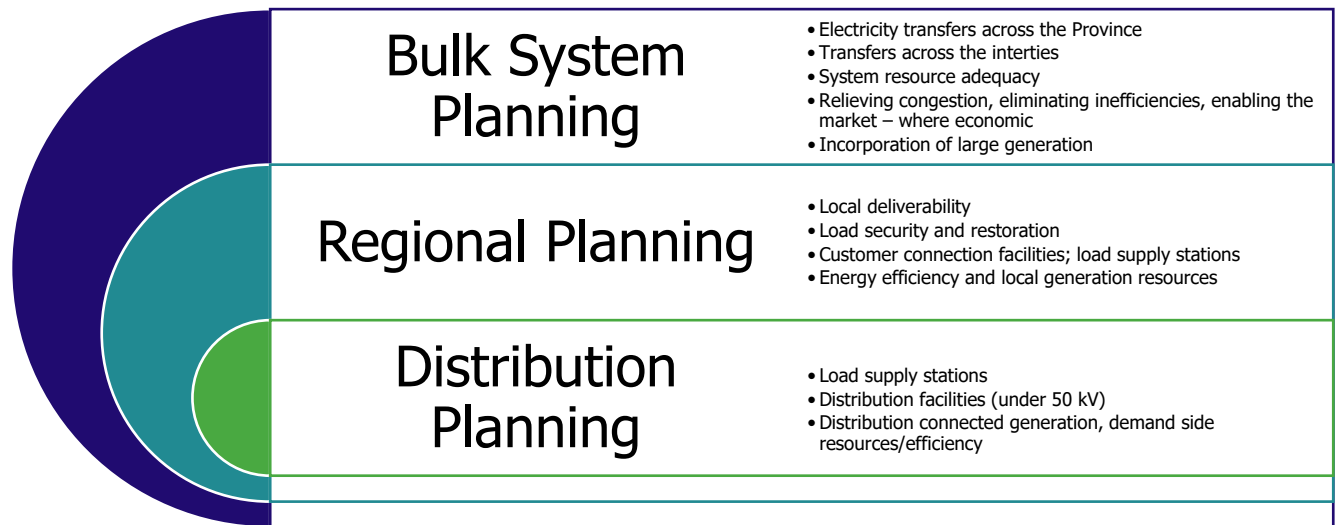 Bulk System
Planning
• Electricity transfers across the Province
• Transfers across the interties
• System resource adequacy
• Relieving congestion, eliminating inefficiencies, enabling the
market – where economic
• Incorporation of large generation
Regional Planning
• Local deliverability
• Load security and restoration
• Customer connection facilities; load supply stations
• Energy efficiency and local generation resources
Distribution
Planning
• Load supply stations
• Distribution facilities (under 50 kV)
• Distribution connected generation, demand side
resources/efficiency